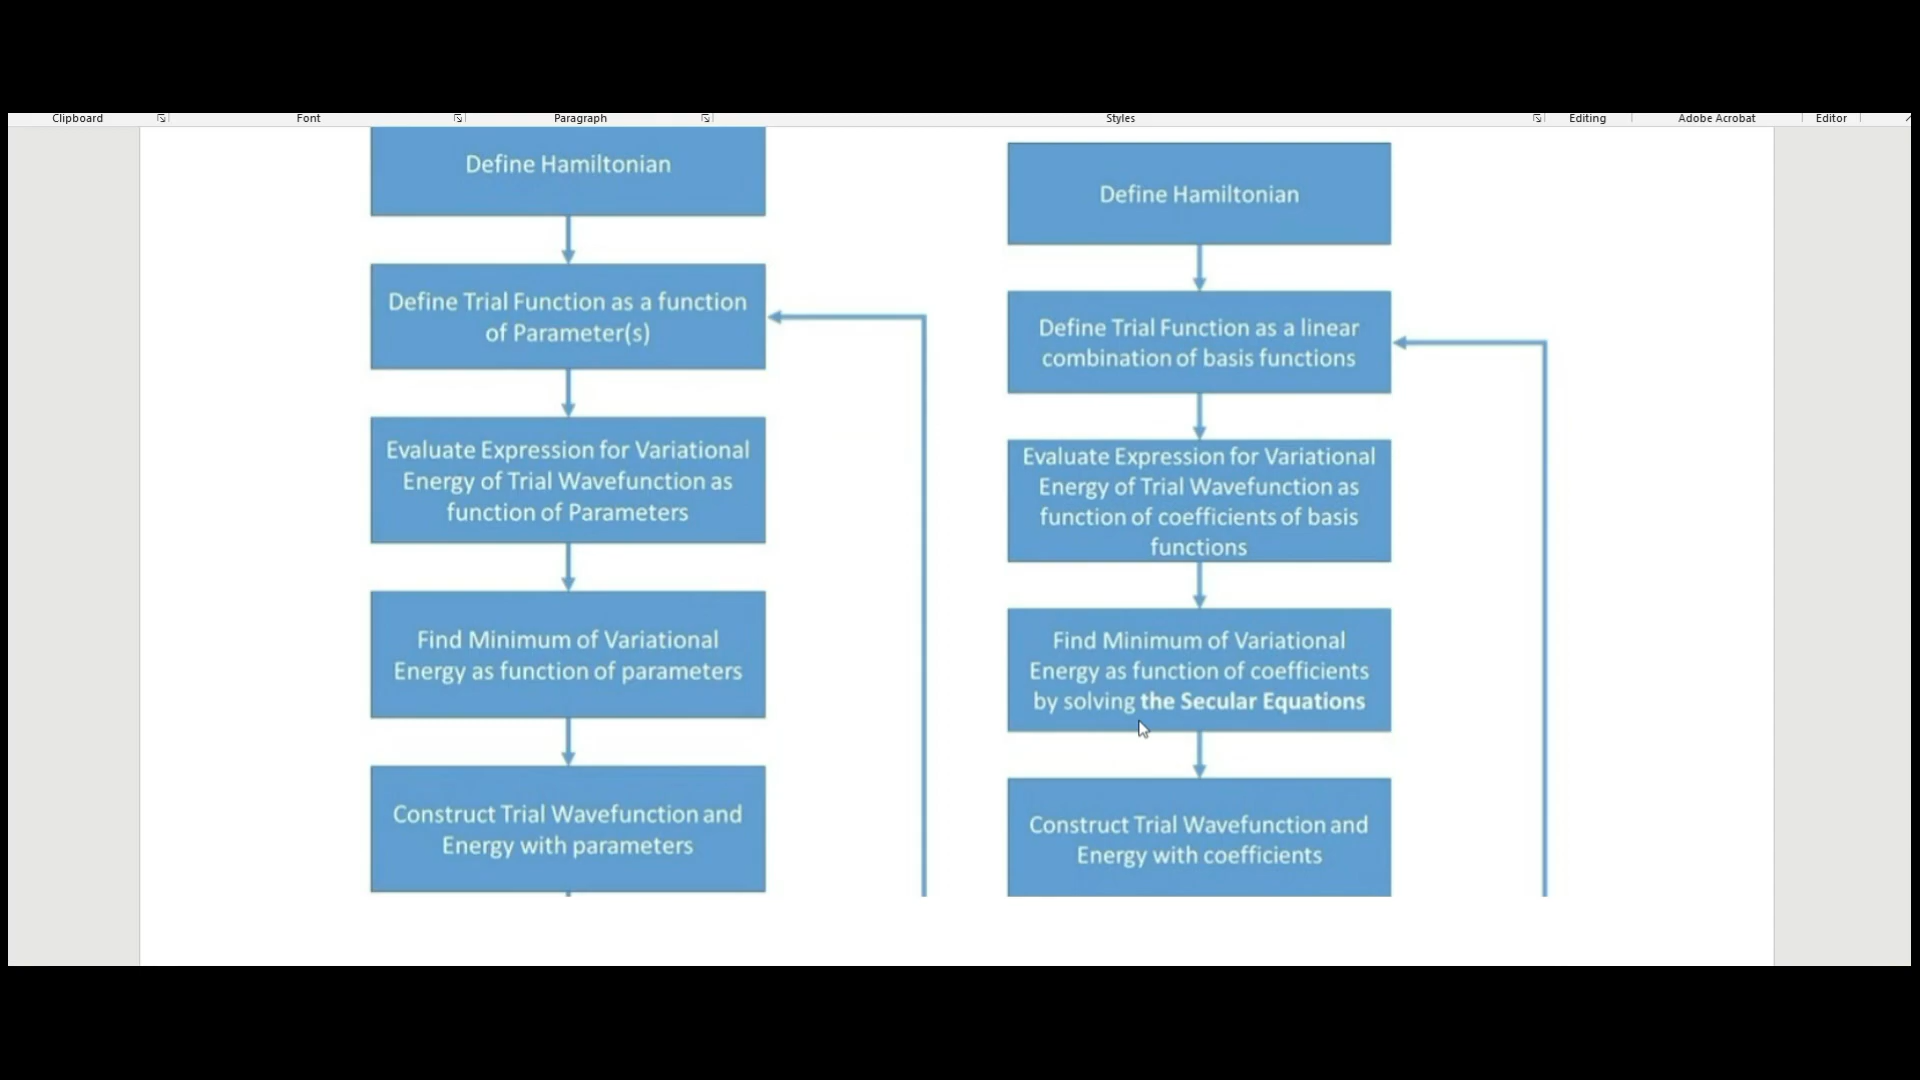 Clipboard
Font
Paragraph
Styles
Editing
Adobe Acrobat
Editor
Define Hamiltonian
Define Trial Function as a function
of Parameter(s)
Evaluate Expression for Variational
Energy of Trial Wavefunction as
function of Parameters
Find Minimum of Variational
Energy as function of parameters
Construct Trial Wavefunction and
Energy with parameters
Define Hamiltonian
Define Trial Function as a linear
combination of basis functions
Evaluate Expression for Variational
Energy of Trial Wavefunction as
function of coefficients of basis
functions
Find Minimum of Variational
Energy as function of coefficients
by solving the Secular Equations
Construct Trial Wavefunction and
Energy with coefficients